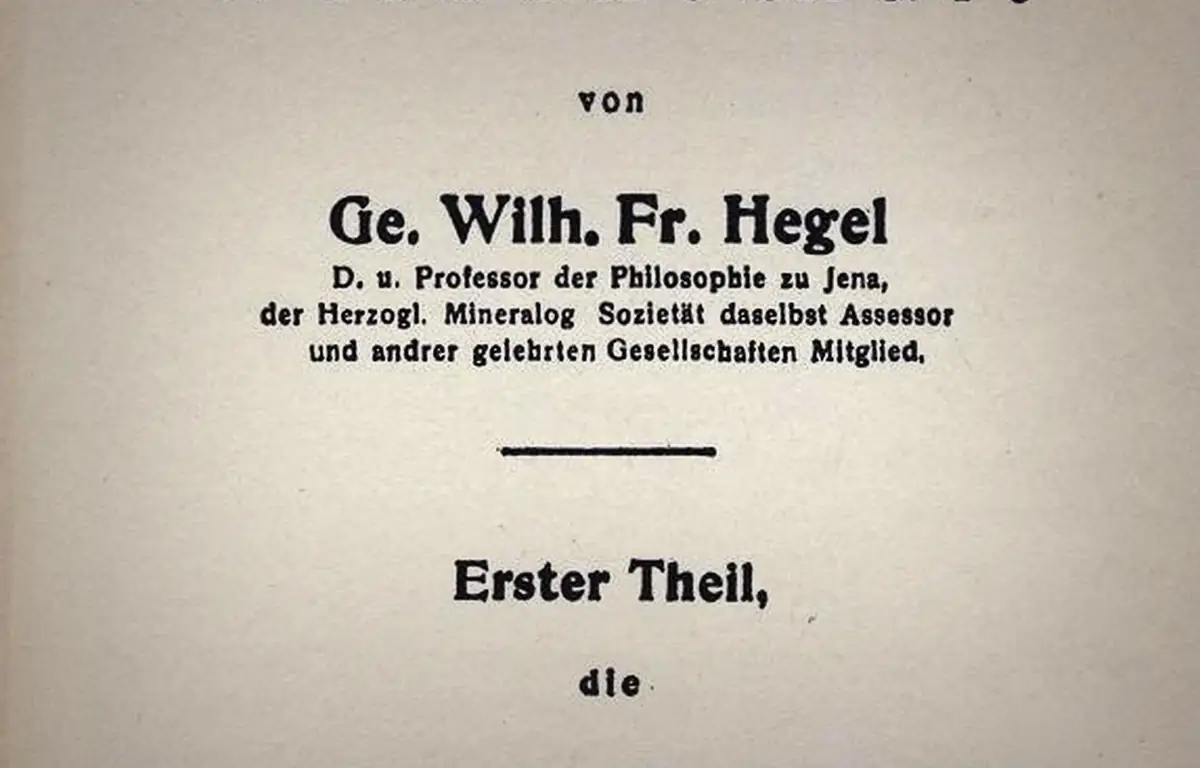 von
Ge. Wilh. Fr. Hegel
D. u. Professor der Philosophie zu Jena,
der Herzogl. Mineralog Sozietät daselbst Assessor
und andrer gelehrten Gesellschaften Mitglied.
Erster Theil,
die